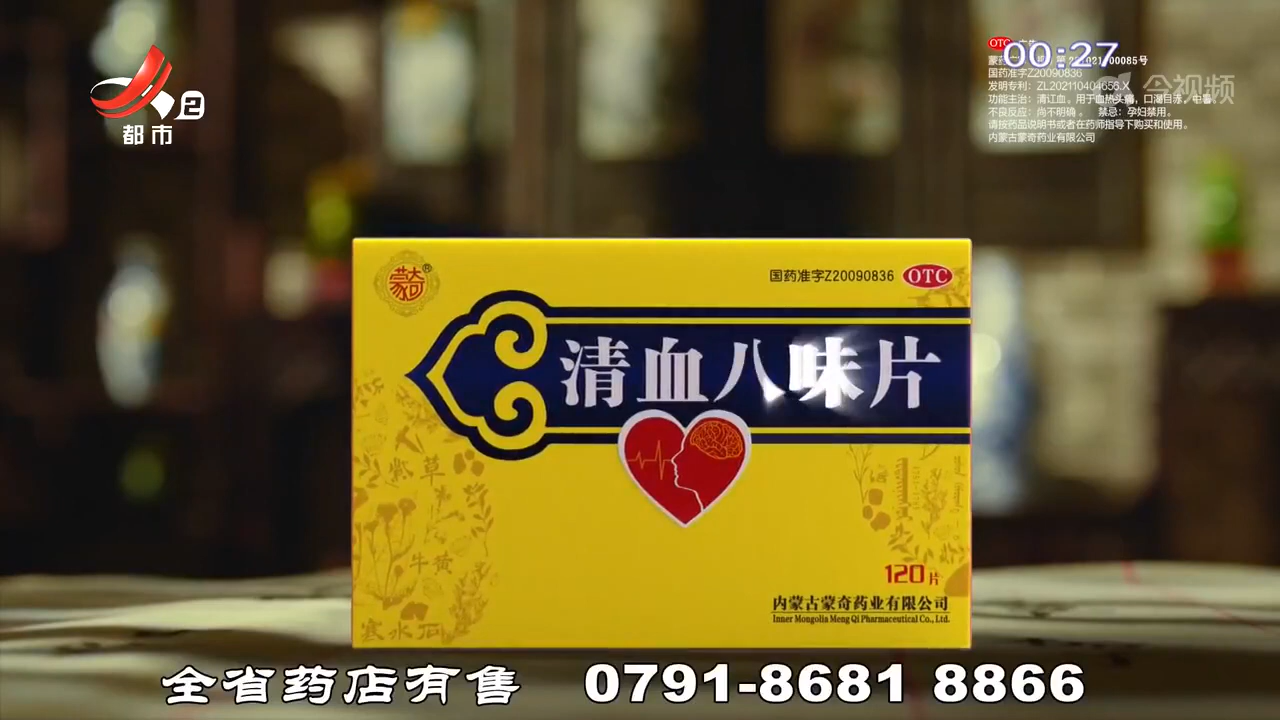 2
都市
OTC
00:27
今视频
国药准字Z20090836
发明专利：ZL202110404656.X
功能主治：清讧血，用于血热头痛，口渴目赤，中暑。
不良反应：尚不明确。 禁忌：孕妇禁用。
请按药品说明书或者在药师指导下购买和使用。
内蒙古蒙奇药业有限公司
蒙奇®
国药准字Z20090836 OTC
清血八味片
紫草
牛黄
寒水石
120片
内蒙古蒙奇药业有限公司
Inner Mongolia Meng Qi Pharmaceutical Co., Ltd.
全省药店有售 0791-8681 8866